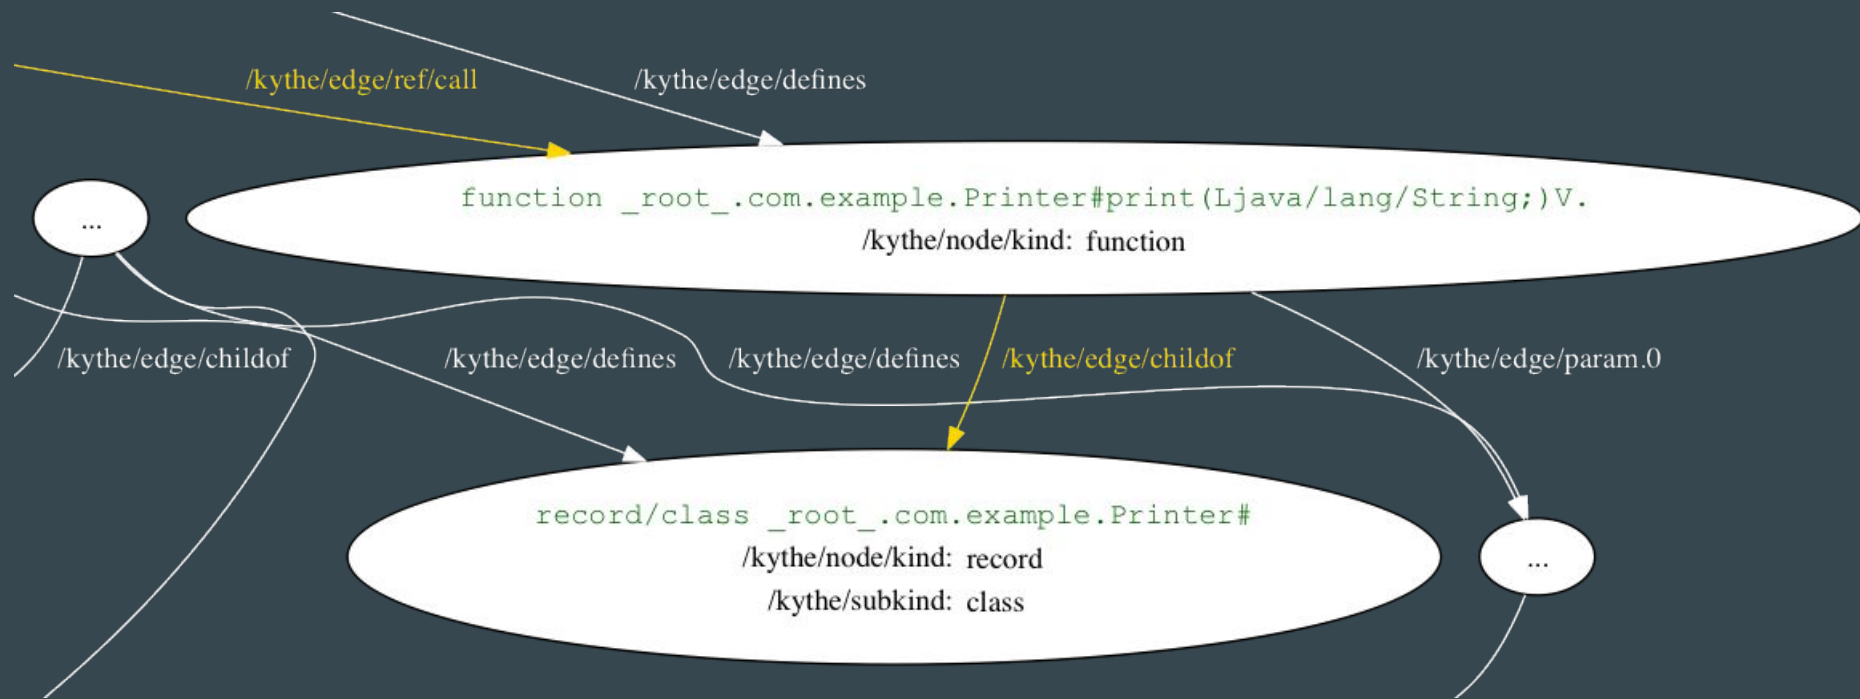 /kythe/edge/ref/call
/kythe/edge/defines
function _root_.com.example.Printer#print(Ljava/lang/String;)V.
/kythe/node/kind: function
...
/kythe/edge/childof
/kythe/edge/defines
/kythe/edge/defines
/kythe/edge/childof
/kythe/edge/param.0
record/class _root_.com.example.Printer#
/kythe/node/kind: record
/kythe/subkind: class
...